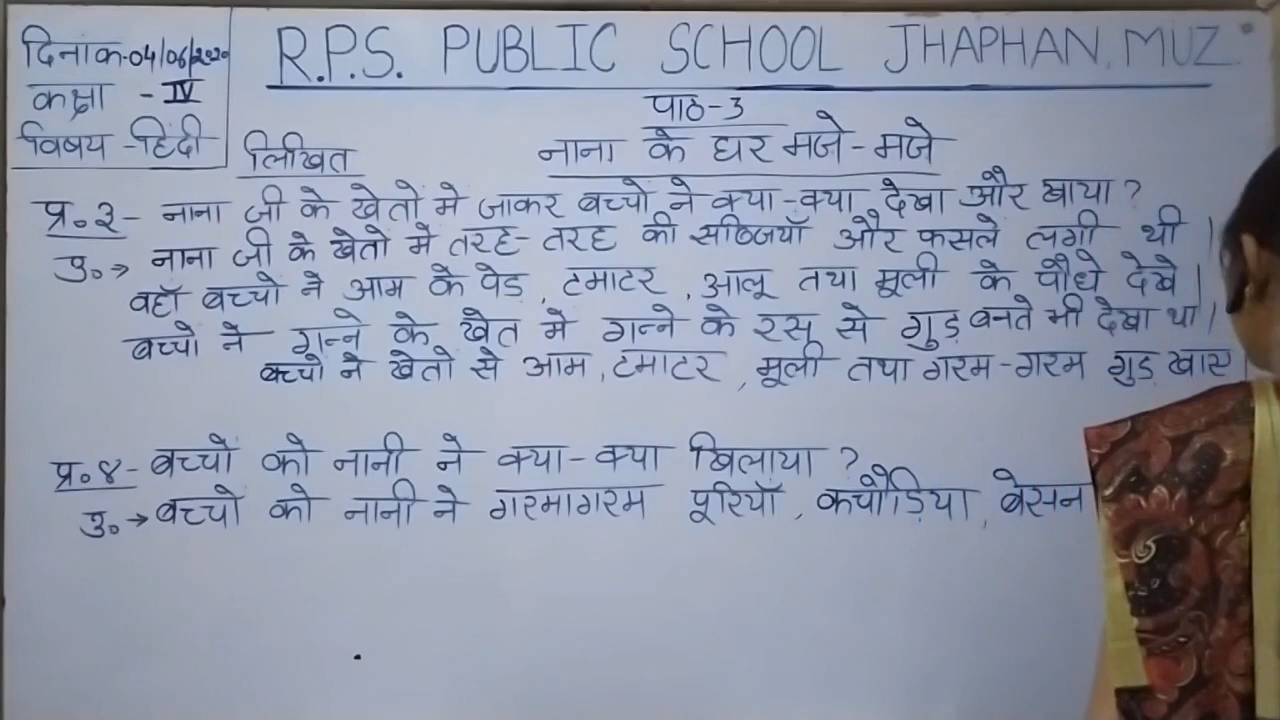 दिनांक-04/06/2020
कक्षा - IV
विषय - हिंदी
R.P.S. PUBLIC SCHOOL JHAPHAN, MUZ.
पाठ-3
लिखित नाना के घर मजे-मजे
प्र०३- नाना जी के खेतों मे जाकर बच्चो ने क्या-क्या देखा और खाया?
उ०→ नाना जी के खेतो मे तरह-तरह की सब्जियाँ और फसले लगी थी।
वहाँ बच्चो ने आम के पेड़, टमाटर, आलू तथा मूली के पौधे देखे।
बच्चो ने गन्ने के खेत मे गन्ने के रस से गुड़ बनते भी देखा था।
बच्चो ने खेतो से आम, टमाटर, मूली तथा गरम-गरम गुड़ खाए।
प्र०४- बच्चों को नानी ने क्या-क्या खिलाया?
उ०→ बच्चो को नानी ने गरमागरम पूरियाँ, कचौड़िया, बेसन